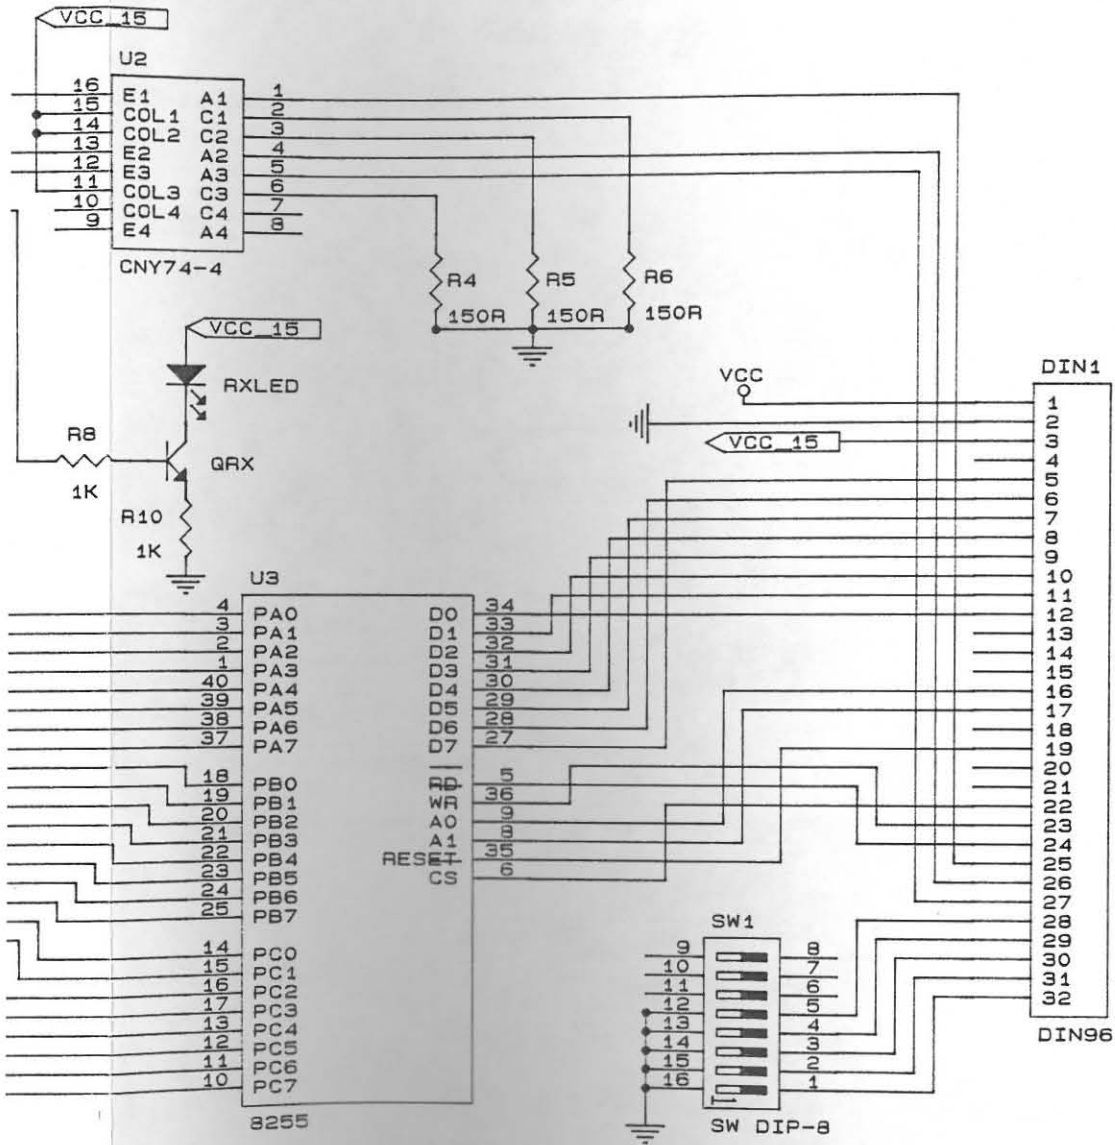 VCC_15
U2
16 E1 A1 1
15 COL1 C1 2
14 COL2 C2 3
13 E2 A2 4
12 E3 A3 5
11 COL3 C3 6
10 COL4 C4 7
9 E4 A4 8
CNY74-4
R4 R5 R6
150R 150R 150R
VCC_15
RXLED
R8
1K
QRX
R10
1K
VCC
VCC_15
DIN1
1
2
3
4
5
6
7
8
9
10
11
12
13
14
15
16
17
18
19
20
21
22
23
24
25
26
27
28
29
30
31
32
DIN96
U3
4 PA0 D0 34
3 PA1 D1 33
2 PA2 D2 32
1 PA3 D3 31
40 PA4 D4 30
39 PA5 D5 29
38 PA6 D6 28
37 PA7 D7 27
18 PB0 RD 5
19 PB1 WR 36
20 PB2 A0 9
21 PB3 A1 8
22 PB4 RESET 35
23 PB5 CS 6
24 PB6
25 PB7
14 PC0
15 PC1
16 PC2
17 PC3
13 PC4
12 PC5
11 PC6
10 PC7
8255
SW1
9 8
10 7
11 6
12 5
13 4
14 3
15 2
16 1
SW DIP-8